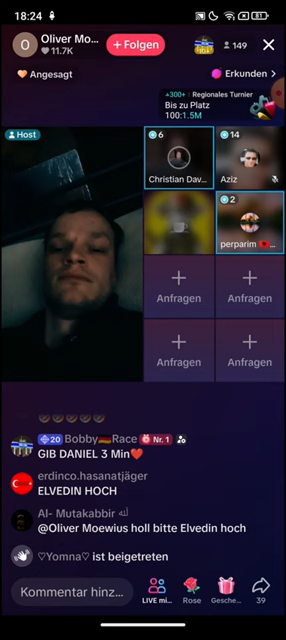 18:24
O
Oliver Mo...
11.7K
+ Folgen
149
Angesagt
Erkunden >
+300↑ : Regionales Turnier
Bis zu Platz
100:1.5M
Host
6
Christian Dav...
14
Aziz
2
perparim
Anfragen
Anfragen
Anfragen
Anfragen
20 Bobby🇩🇪Race Nr. 1
GIB DANIEL 3 Min❤️
erdinco.hasanatjäger
ELVEDIN HOCH
Al- Mutakabbir
@Oliver Moewius holl bitte Elvedin hoch
♡Yomna♡ ist beigetreten
Kommentar hinz...
LIVE mi...
Rose
Gesche...
39